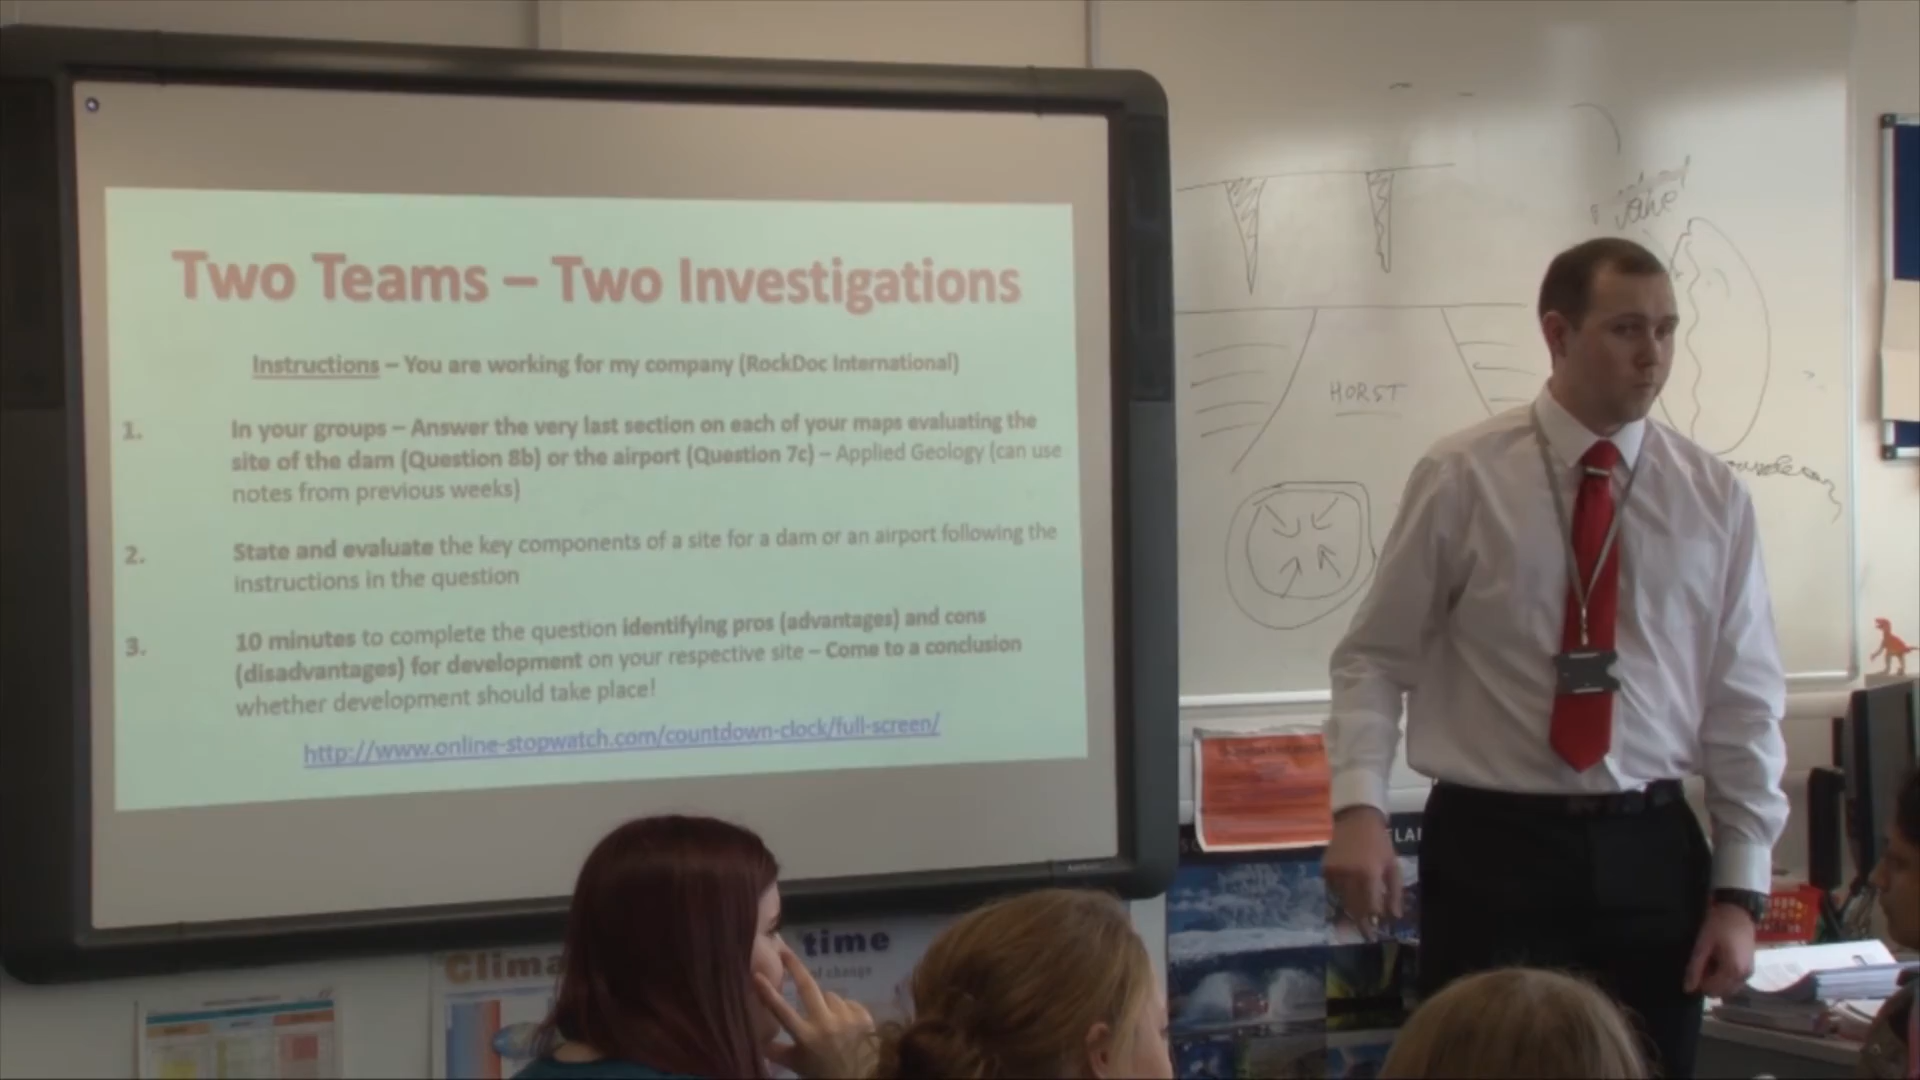 Two Teams – Two Investigations
Instructions – You are working for my company (RockDoc International)
1. In your groups – Answer the very last section on each of your maps evaluating the
site of the dam (Question 8b) or the airport (Question 7c) – Applied Geology (can use
notes from previous weeks)
2. State and evaluate the key components of a site for a dam or an airport following the
instructions in the question
3. 10 minutes to complete the question identifying pros (advantages) and cons
(disadvantages) for development on your respective site – Come to a conclusion
whether development should take place!
http://www.online-stopwatch.com/countdown-clock/full-screen/
HORST
time
change